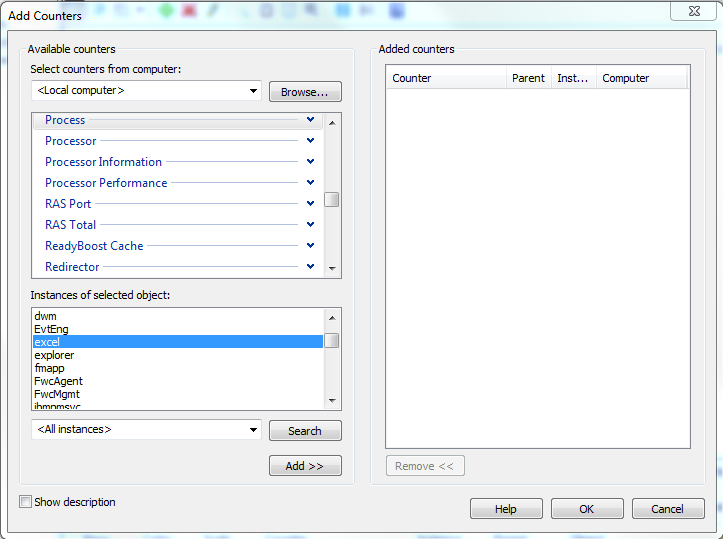 Add Counters
Available counters
Select counters from computer:
<Local computer>
Browse...
Process
Processor
Processor Information
Processor Performance
RAS Port
RAS Total
ReadyBoost Cache
Redirector
Instances of selected object:
dwm
EvtEng
excel
explorer
fmapp
FwcAgent
FwcMgmt
ibmpmsvc
<All instances>
Search
Add >>
Show description
Added counters
Counter Parent Inst... Computer
Remove <<
Help OK Cancel